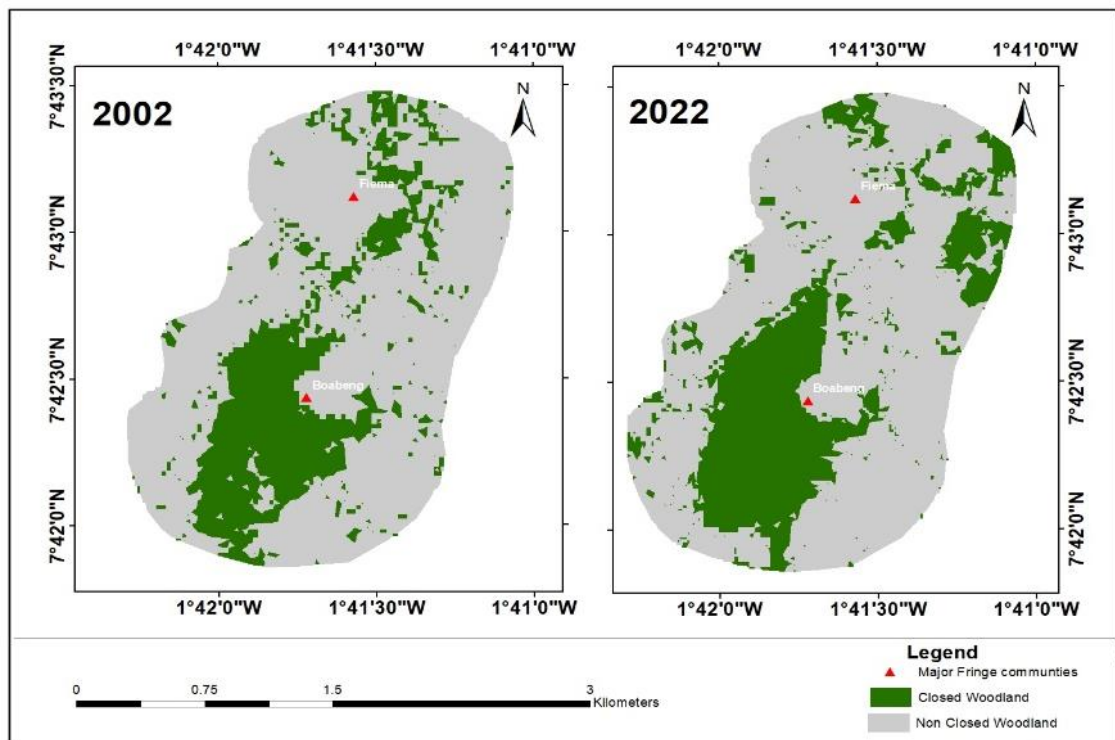 1°42'0"W 1°41'30"W 1°41'0"W 1°42'0"W 1°41'30"W 1°41'0"W
7°43'30"N
7°43'0"N
7°42'30"N
7°42'0"N
2002
N
Fiema
Boabeng
2022
N
Fiema
Boabeng
7°43'30"N
7°43'0"N
7°42'30"N
7°42'0"N
1°42'0"W 1°41'30"W 1°41'0"W 1°42'0"W 1°41'30"W 1°41'0"W
0 0.75 1.5 3
Kilometers
Legend
Major Fringe communties
Closed Woodland
Non Closed Woodland